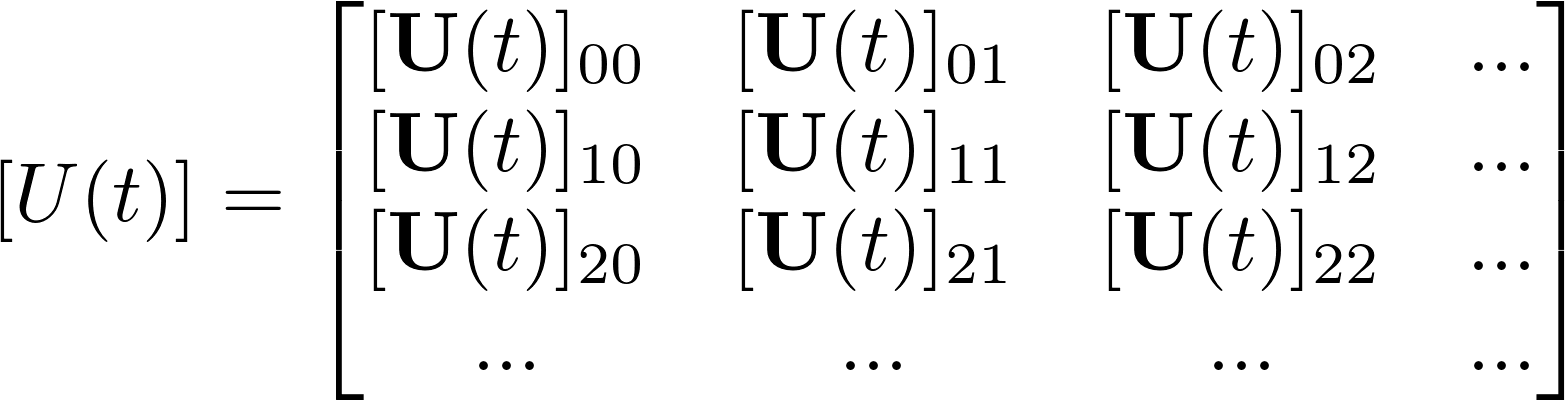 [U(t)] = [[𝐔(t)]₀₀ [𝐔(t)]₀₁ [𝐔(t)]₀₂ ...
[𝐔(t)]₁₀ [𝐔(t)]₁₁ [𝐔(t)]₁₂ ...
[𝐔(t)]₂₀ [𝐔(t)]₂₁ [𝐔(t)]₂₂ ...
... ... ... ...]